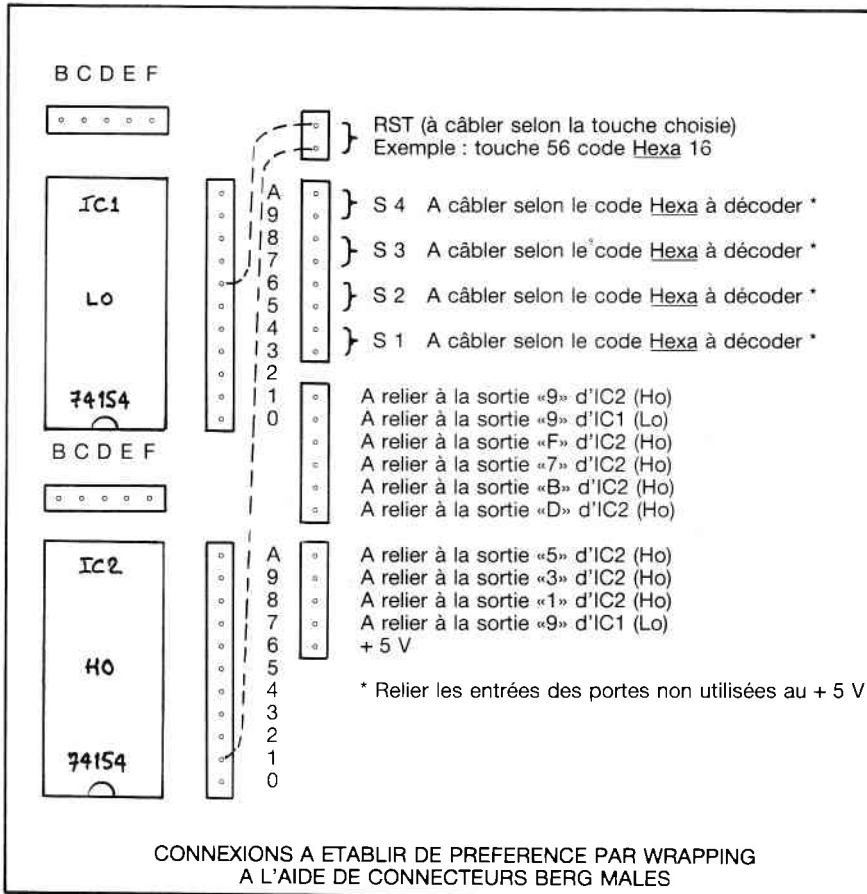 B C D E F
RST (à câbler selon la touche choisie)
Exemple : touche 56 code Hexa 16
IC1
LO
74154
A
9
8
7
6
5
4
3
2
1
0
S 4 A câbler selon le code Hexa à décoder *
S 3 A câbler selon le code Hexa à décoder *
S 2 A câbler selon le code Hexa à décoder *
S 1 A câbler selon le code Hexa à décoder *
A relier à la sortie «9» d'IC2 (Ho)
A relier à la sortie «9» d'IC1 (Lo)
A relier à la sortie «F» d'IC2 (Ho)
A relier à la sortie «7» d'IC2 (Ho)
A relier à la sortie «B» d'IC2 (Ho)
A relier à la sortie «D» d'IC2 (Ho)
B C D E F
IC2
HO
74154
A
9
8
7
6
5
4
3
2
1
0
A relier à la sortie «5» d'IC2 (Ho)
A relier à la sortie «3» d'IC2 (Ho)
A relier à la sortie «1» d'IC2 (Ho)
A relier à la sortie «9» d'IC1 (Lo)
+ 5 V
* Relier les entrées des portes non utilisées au + 5 V
CONNEXIONS A ETABLIR DE PREFERENCE PAR WRAPPING
A L'AIDE DE CONNECTEURS BERG MALES